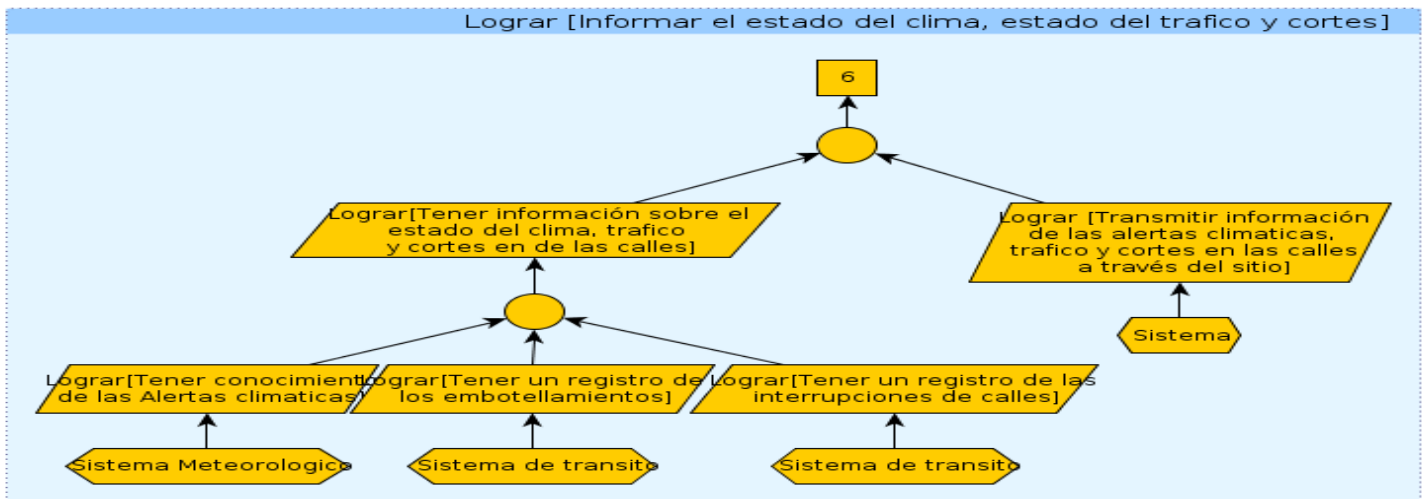 Lograr [Informar el estado del clima, estado del trafico y cortes]
6
Lograr[Tener información sobre el
estado del clima, trafico
y cortes en de las calles]
Lograr [Transmitir información
de las alertas climaticas,
trafico y cortes en las calles
a través del sitio]
Sistema
Lograr[Tener conocimiento
de las Alertas climaticas]
Lograr[Tener un registro de
los embotellamientos]
Lograr[Tener un registro de las
interrupciones de calles]
Sistema Meteorologico
Sistema de transito
Sistema de transito